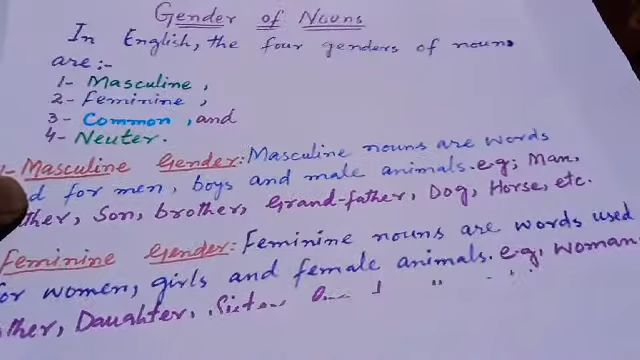 Gender of Nouns
In English, the four genders of nouns
are:-
1- Masculine,
2- Feminine,
3- Common, and
4- Neuter.
1- Masculine Gender: Masculine nouns are words
for men, boys and male animals. e.g; Man,
ther, Son, brother, Grand-father, Dog, Horse, etc.
Feminine Gender: Feminine nouns are words used
for women, girls and female animals. e.g, Woman,
ther, Daughter,